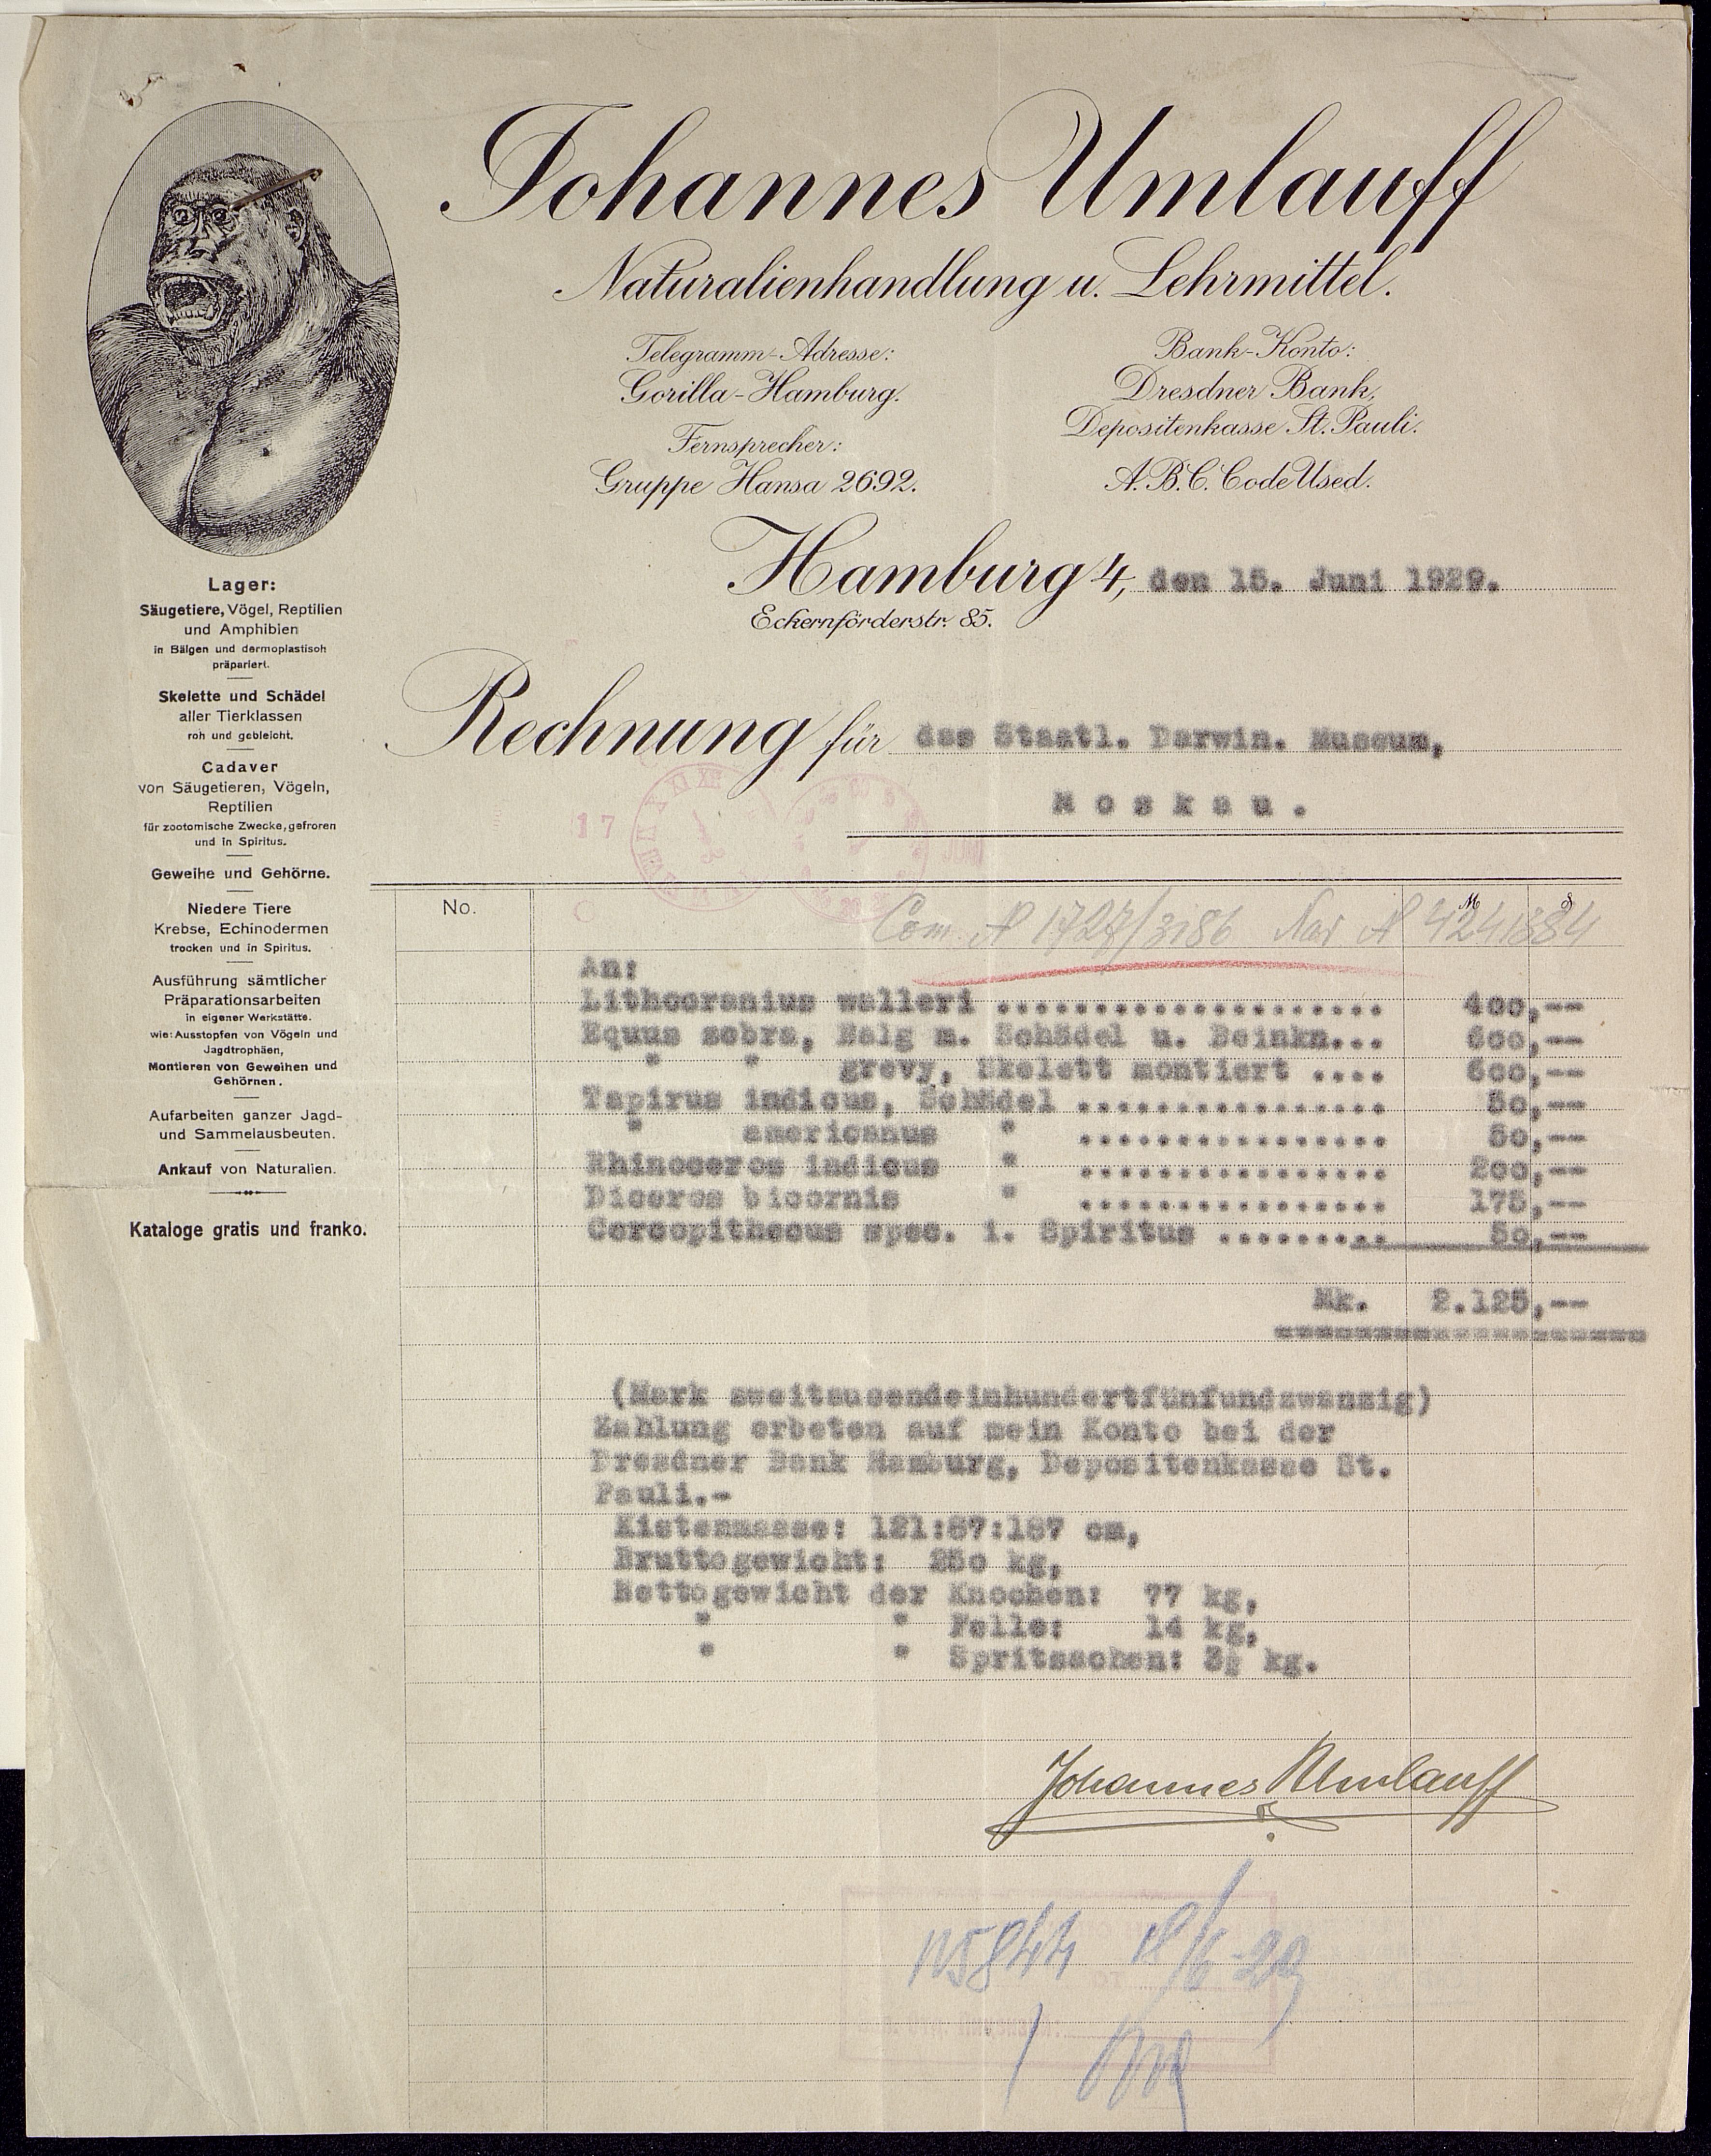 Johannes Umlauff
Naturalienhandlung u. Lehrmittel.
Telegramm-Adresse:
Gorilla-Hamburg.
Fernsprecher:
Gruppe Hansa 2692.
Bank-Konto:
Dresdner Bank,
Depositenkasse St. Pauli.
A.B.C. Code Used.
Hamburg 4, den 15. Juni 1929.
Eckernförderstr. 85.
Lager:
Säugetiere, Vögel, Reptilien
und Amphibien
in Bälgen und dermoplastisch
präpariert.
Skelette und Schädel
aller Tierklassen
roh und gebleicht.
Cadaver
von Säugetieren, Vögeln,
Reptilien
für zootomische Zwecke, gefroren
und in Spiritus.
Geweihe und Gehörne.
Niedere Tiere
Krebse, Echinodermen
trocken und in Spiritus.
Ausführung sämtlicher
Präparationsarbeiten
in eigener Werkstätte.
wie: Ausstopfen von Vögeln und
Jagdtrophäen,
Montieren von Geweihen und
Gehörnen.
Aufarbeiten ganzer Jagd-
und Sammelausbeuten.
Ankauf von Naturalien.
Kataloge gratis und franko.
Rechnung für das Staatl. Darwin. Museum,
Moskau.
17
No. M
1727/3186
An:
Lithocranius walleri .................... 400,--
Equus zebra, Balg m. Schädel u. Beinkn... 600,--
" " grevy, Skelett montiert .... 600,--
Tapirus indicus, Schädel ................ 50,--
" americanus " ................ 50,--
Rhinoceros indicus " ................ 200,--
Diceros bicornis " ................ 175,--
Cercopithecus spec. i. Spiritus .......... 50,--
Mk. 2.125,--
(Mark zweitausendeinhundertfünfundzwanzig)
Zahlung erbeten auf mein Konto bei der
Dresdner Bank Hamburg, Depositenkasse St.
Pauli.-
Kistenmasse: 121:87:187 cm,
Bruttogewicht: 250 kg,
Nettogewicht der Knochen: 77 kg,
" " Felle: 14 kg,
" " Spritsachen: 3½ kg.
Johannes Umlauff